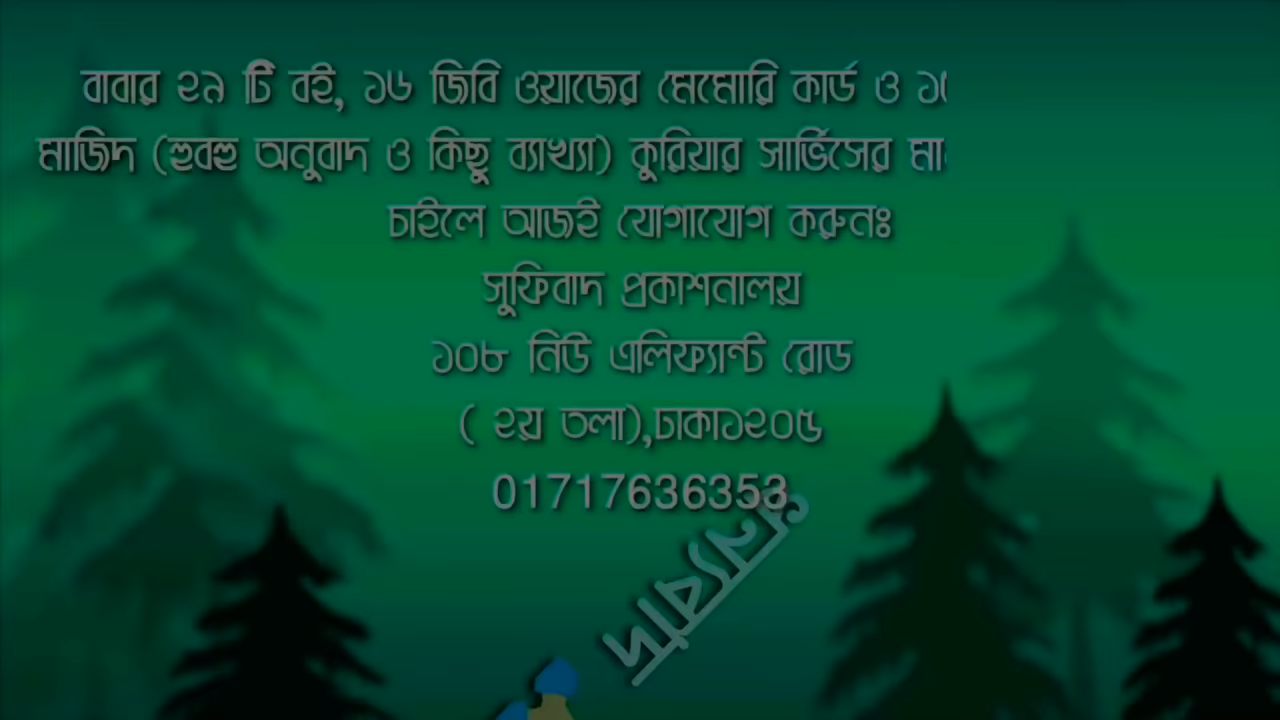 বাবার ২৯ টি বই, ১৬ জিবি ওয়াজের মেমোরি কার্ড ও
মাজিদ (হুবহু অনুবাদ ও কিছু ব্যাখ্যা) কুরিয়ার সার্ভিসের
চাইলে আজই যোগাযোগ করুনঃ
সুফিবাদ প্রকাশনালয়
১০৮ নিউ এলিফ্যান্ট রোড
( ২য় তলা),ঢাকা১২০৫
01717636353